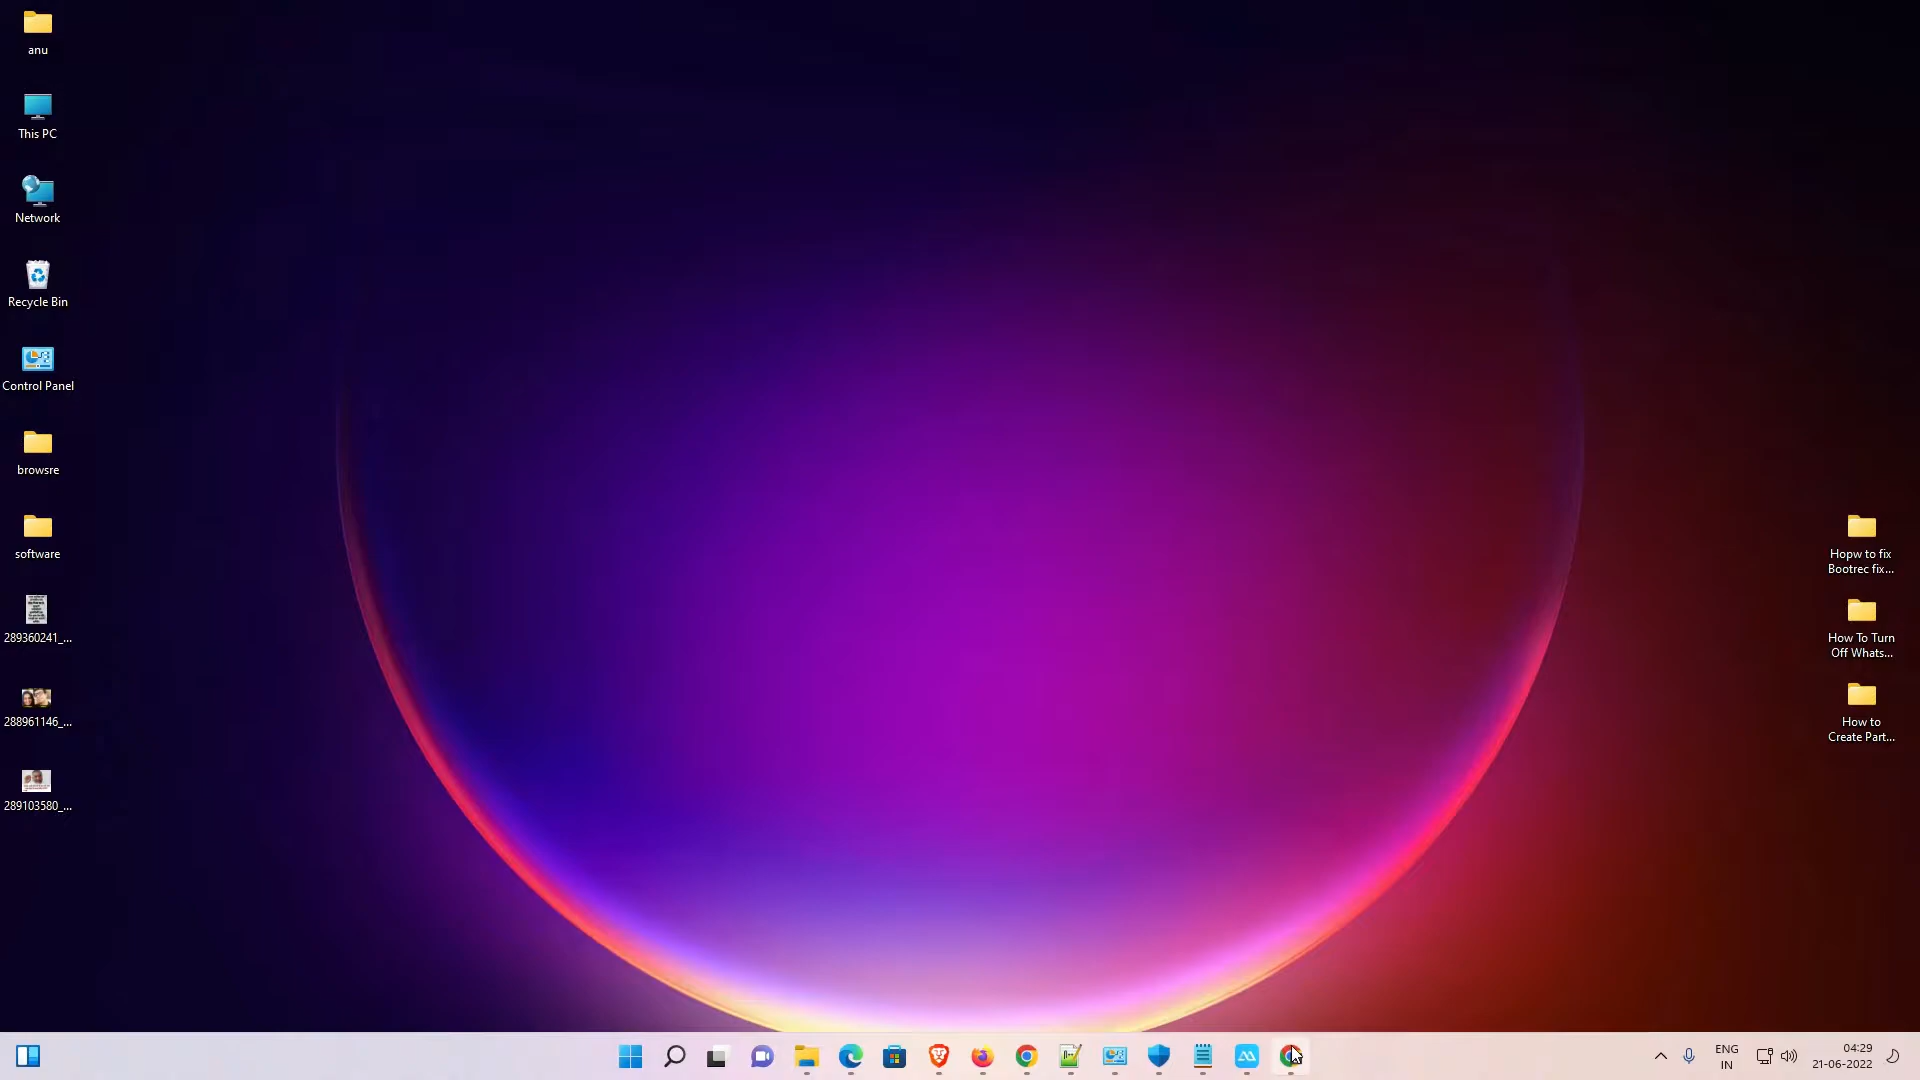 anu
This PC
Network
Recycle Bin
Control Panel
browsre
software
289360241_...
288961146_...
289103580_...
Hopw to fix
Bootrec fix...
How To Turn
Off Whats...
How to
Create Part...
ENG
IN
04:29
21-06-2022